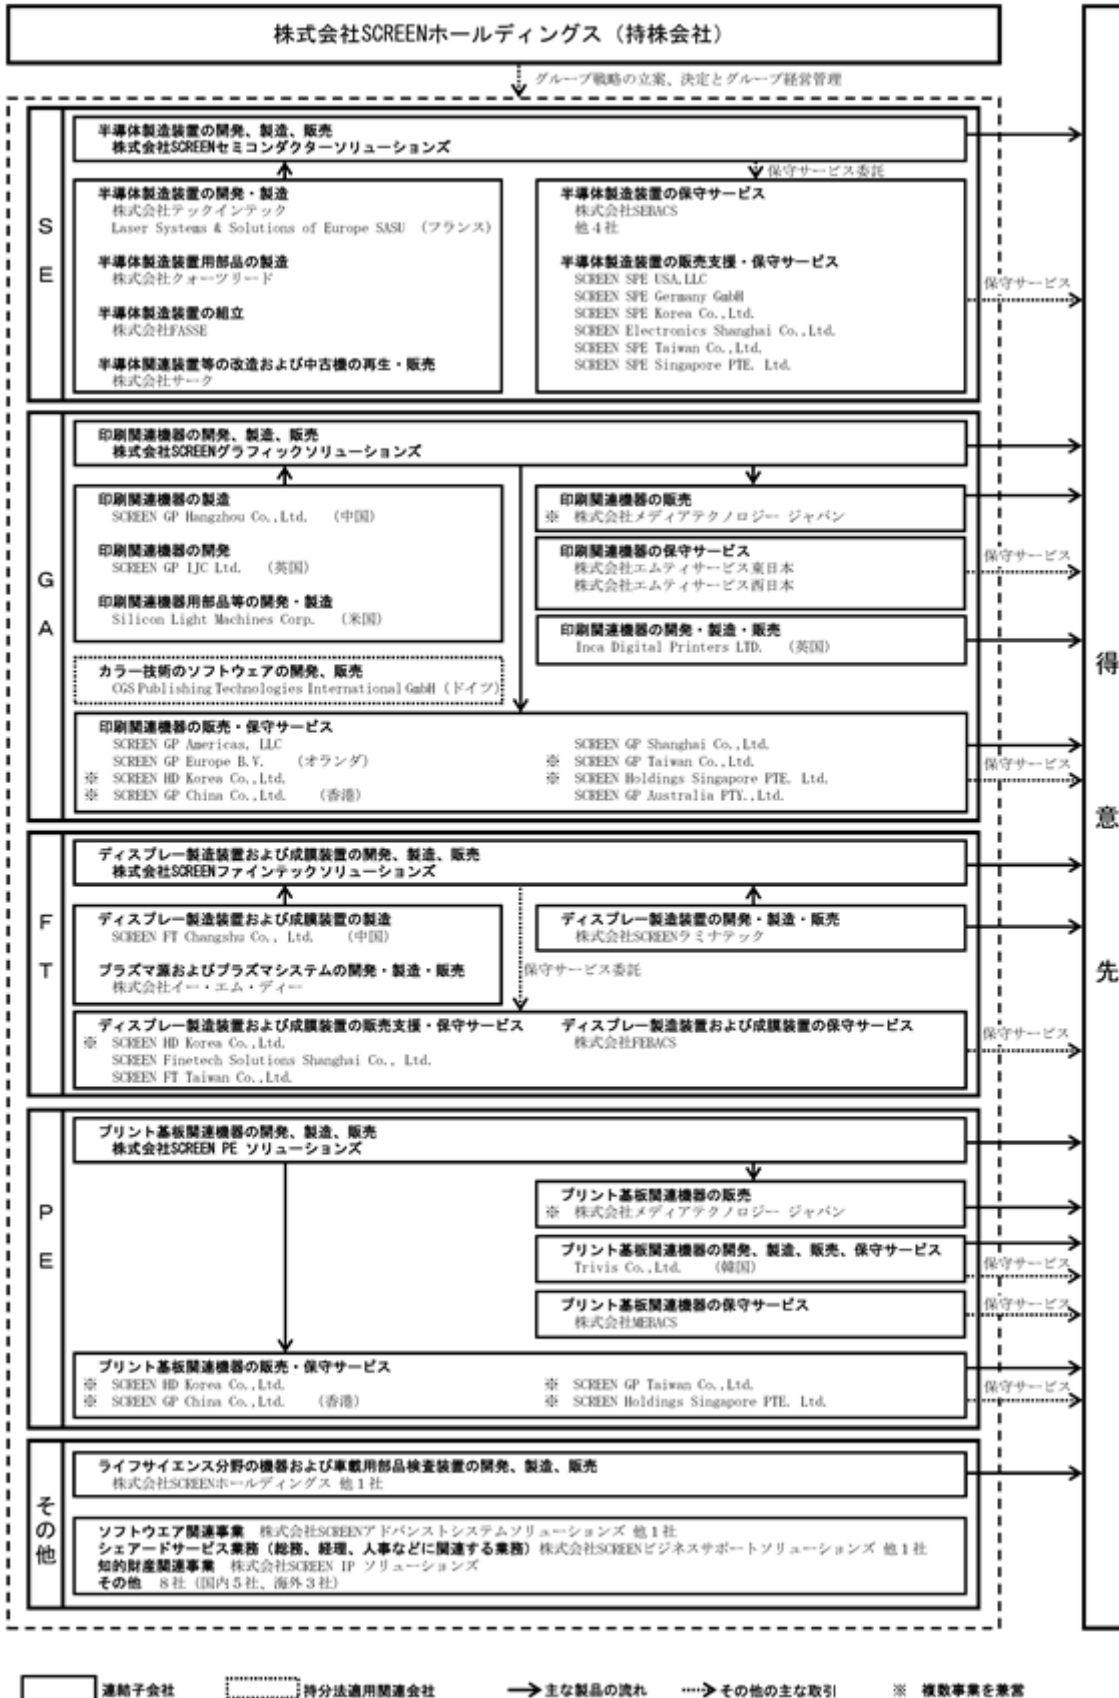 株式会社SCREENホールディングス（持株会社）
グループ戦略の立案、決定とグループ経営管理
SE
半導体製造装置の開発、製造、販売
株式会社SCREENセミコンダクターソリューションズ
保守サービス委託
半導体製造装置の開発・製造
株式会社テックインテック
Laser Systems & Solutions of Europe SASU （フランス）
半導体製造装置用部品の製造
株式会社クォーツリード
半導体製造装置の組立
株式会社FASSE
半導体関連装置等の改造および中古機の再生・販売
株式会社サーク
半導体製造装置の保守サービス
株式会社SEBACS
他４社
半導体製造装置の販売支援・保守サービス
SCREEN SPE USA,LLC
SCREEN SPE Germany GmbH
SCREEN SPE Korea Co.,Ltd.
SCREEN Electronics Shanghai Co.,Ltd.
SCREEN SPE Taiwan Co.,Ltd.
SCREEN SPE Singapore PTE. Ltd.
保守サービス
GA
印刷関連機器の開発、製造、販売
株式会社SCREENグラフィックソリューションズ
印刷関連機器の製造
SCREEN GP Hangzhou Co.,Ltd. （中国）
印刷関連機器の開発
SCREEN GP IJC Ltd. （英国）
印刷関連機器用部品等の開発・製造
Silicon Light Machines Corp. （米国）
カラー技術のソフトウェアの開発、販売
CGS Publishing Technologies International GmbH（ドイツ）
印刷関連機器の販売
※ 株式会社メディアテクノロジー ジャパン
印刷関連機器の保守サービス
株式会社エムティサービス東日本
株式会社エムティサービス西日本
保守サービス
印刷関連機器の開発・製造・販売
Inca Digital Printers LTD. （英国）
印刷関連機器の販売・保守サービス
SCREEN GP Americas, LLC
SCREEN GP Europe B.V. （オランダ）
※ SCREEN HD Korea Co.,Ltd.
※ SCREEN GP China Co.,Ltd. （香港）
SCREEN GP Shanghai Co.,Ltd.
※ SCREEN GP Taiwan Co.,Ltd.
※ SCREEN Holdings Singapore PTE. Ltd.
SCREEN GP Australia PTY.,Ltd.
保守サービス
FT
ディスプレー製造装置および成膜装置の開発、製造、販売
株式会社SCREENファインテックソリューションズ
ディスプレー製造装置および成膜装置の製造
SCREEN FT Changshu Co., Ltd. （中国）
プラズマ源およびプラズマシステムの開発・製造・販売
株式会社イー・エム・ディー
保守サービス委託
ディスプレー製造装置の開発・製造・販売
株式会社SCREENラミナテック
ディスプレー製造装置および成膜装置の販売支援・保守サービス
※ SCREEN HD Korea Co.,Ltd.
SCREEN Finetech Solutions Shanghai Co., Ltd.
SCREEN FT Taiwan Co.,Ltd.
ディスプレー製造装置および成膜装置の保守サービス
株式会社FEBACS
保守サービス
PE
プリント基板関連機器の開発、製造、販売
株式会社SCREEN PE ソリューションズ
プリント基板関連機器の販売
※ 株式会社メディアテクノロジー ジャパン
プリント基板関連機器の開発、製造、販売、保守サービス
Trivis Co.,Ltd. （韓国）
保守サービス
プリント基板関連機器の保守サービス
株式会社MEBACS
保守サービス
プリント基板関連機器の販売・保守サービス
※ SCREEN HD Korea Co.,Ltd.
※ SCREEN GP China Co.,Ltd. （香港）
※ SCREEN GP Taiwan Co.,Ltd.
※ SCREEN Holdings Singapore PTE. Ltd.
保守サービス
その他
ライフサイエンス分野の機器および車載用部品検査装置の開発、製造、販売
株式会社SCREENホールディングス 他１社
ソフトウエア関連事業 株式会社SCREENアドバンストシステムソリューションズ 他１社
シェアードサービス業務（総務、経理、人事などに関連する業務）株式会社SCREENビジネスサポートソリューションズ 他１社
知的財産関連事業 株式会社SCREEN IP ソリューションズ
その他 ８社（国内５社、海外３社）
得意先
連結子会社
持分法適用関連会社
主な製品の流れ
その他の主な取引
※ 複数事業を兼営